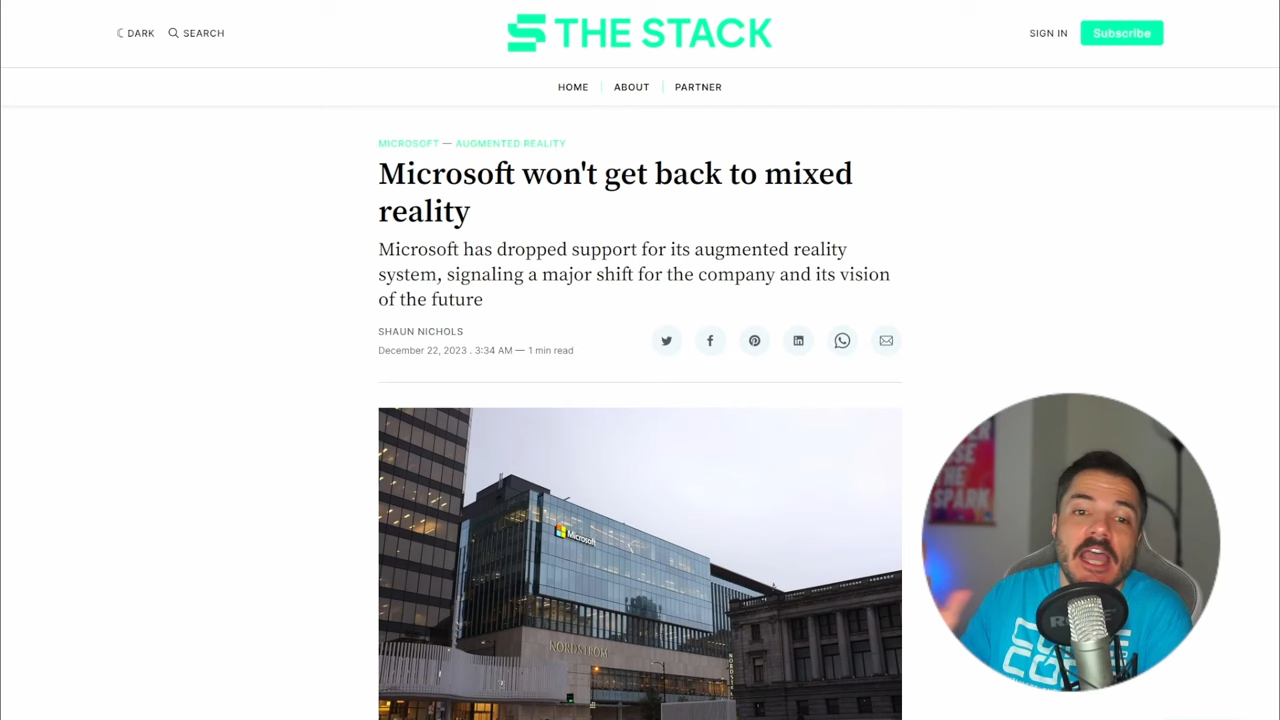 DARK
SEARCH
THE STACK
SIGN IN
Subscribe
HOME
ABOUT
PARTNER
MICROSOFT — AUGMENTED REALITY
Microsoft won't get back to mixed
reality
Microsoft has dropped support for its augmented reality
system, signaling a major shift for the company and its vision
of the future
SHAUN NICHOLS
December 22, 2023 . 3:34 AM — 1 min read
Microsoft
NORDSTROM
THE
SPARK